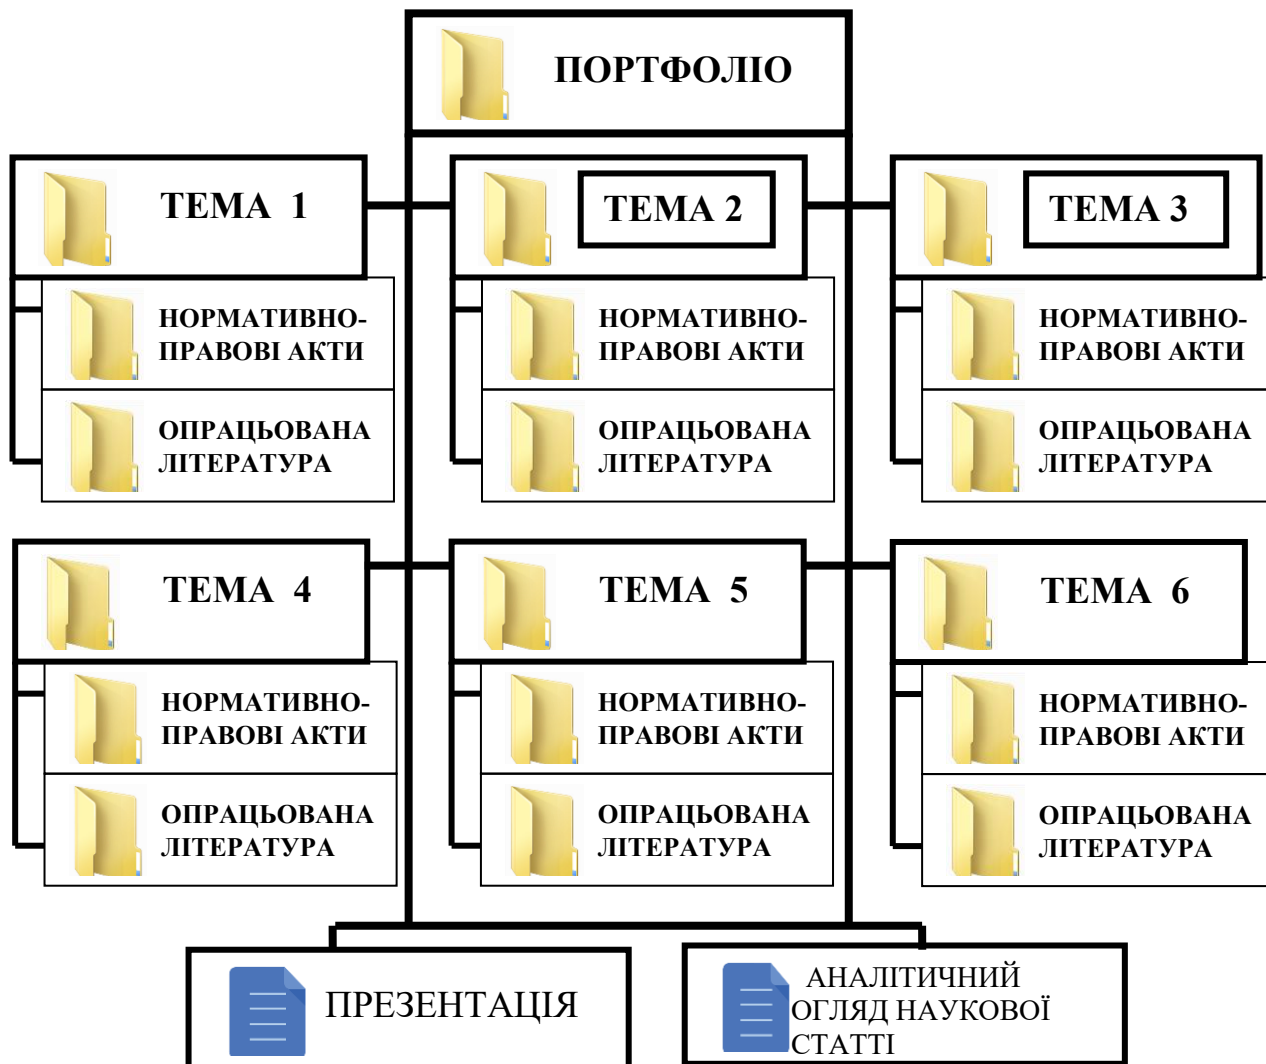 ПОРТФОЛІО
ТЕМА 1
ТЕМА 2
ТЕМА 3
НОРМАТИВНО-
ПРАВОВІ АКТИ
НОРМАТИВНО-
ПРАВОВІ АКТИ
НОРМАТИВНО-
ПРАВОВІ АКТИ
ОПРАЦЬОВАНА
ЛІТЕРАТУРА
ОПРАЦЬОВАНА
ЛІТЕРАТУРА
ОПРАЦЬОВАНА
ЛІТЕРАТУРА
ТЕМА 4
ТЕМА 5
ТЕМА 6
НОРМАТИВНО-
ПРАВОВІ АКТИ
НОРМАТИВНО-
ПРАВОВІ АКТИ
НОРМАТИВНО-
ПРАВОВІ АКТИ
ОПРАЦЬОВАНА
ЛІТЕРАТУРА
ОПРАЦЬОВАНА
ЛІТЕРАТУРА
ОПРАЦЬОВАНА
ЛІТЕРАТУРА
ПРЕЗЕНТАЦІЯ
АНАЛІТИЧНИЙ
ОГЛЯД НАУКОВОЇ
СТАТТІ